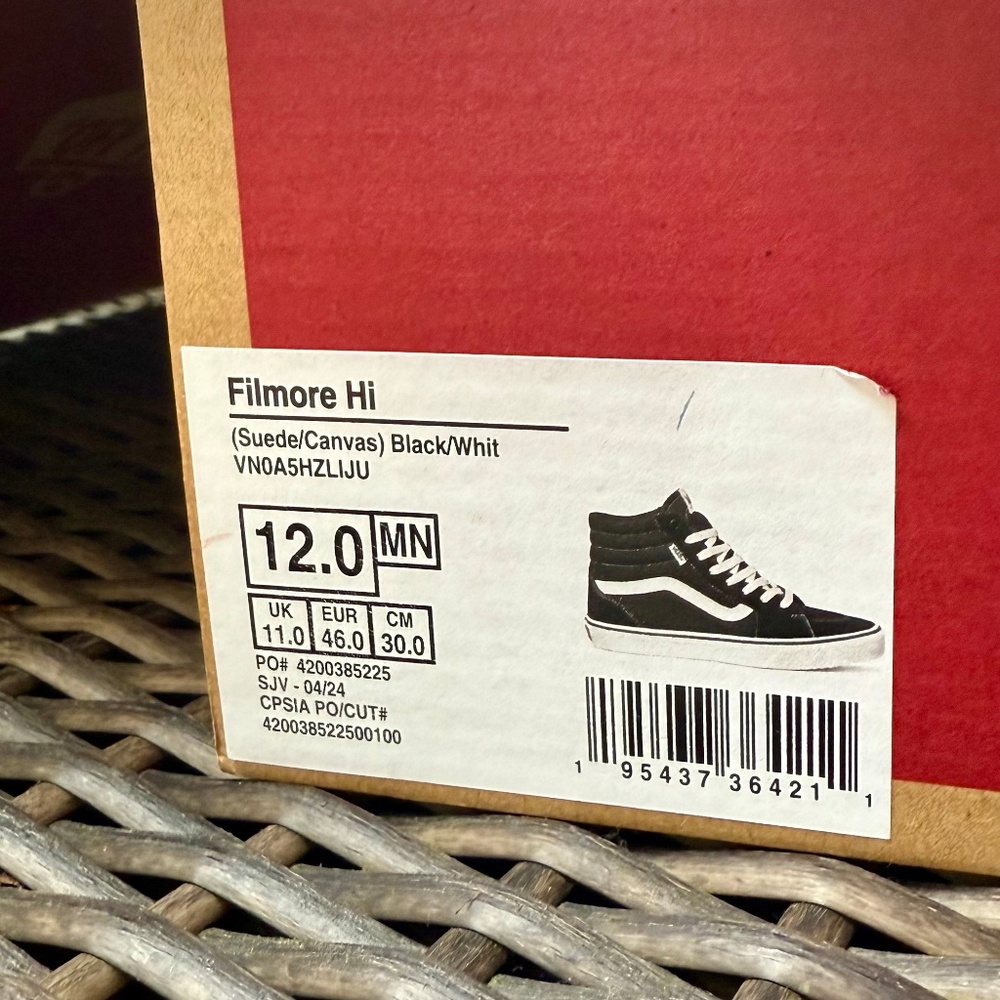 Filmore Hi
(Suede/Canvas) Black/Whit
VN0A5HZLIJU
12.0 MN
UK EUR CM
11.0 46.0 30.0
PO# 4200385225
SJV - 04/24
CPSIA PO/CUT#
420038522500100
1 95437 36421 1